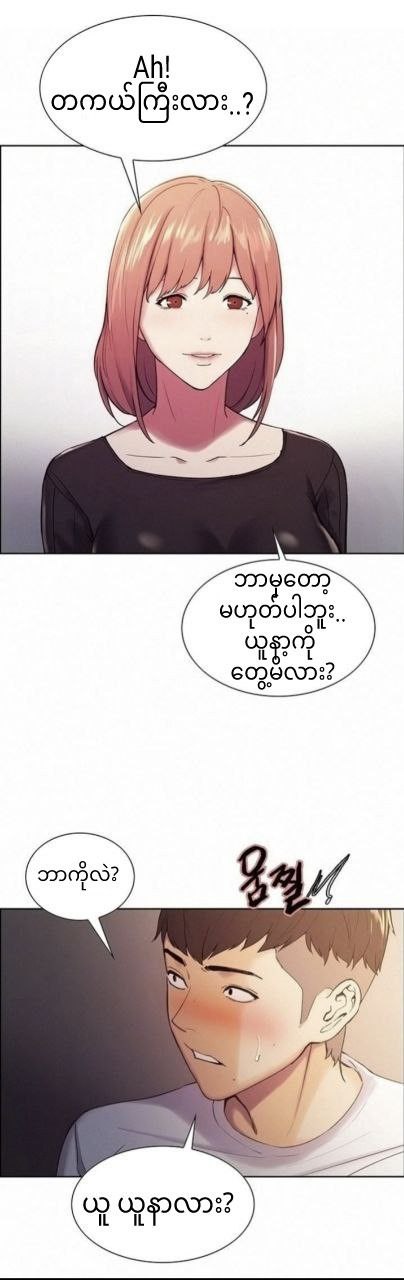 Ah!
တကယ်ကြီးလား..?
ဘာမှတော့
မဟုတ်ပါဘူး..
ယူနာ့ကို
တွေ့မိလား?
움찔
ဘာကိုလဲ?
ယူ ယူနာလား?